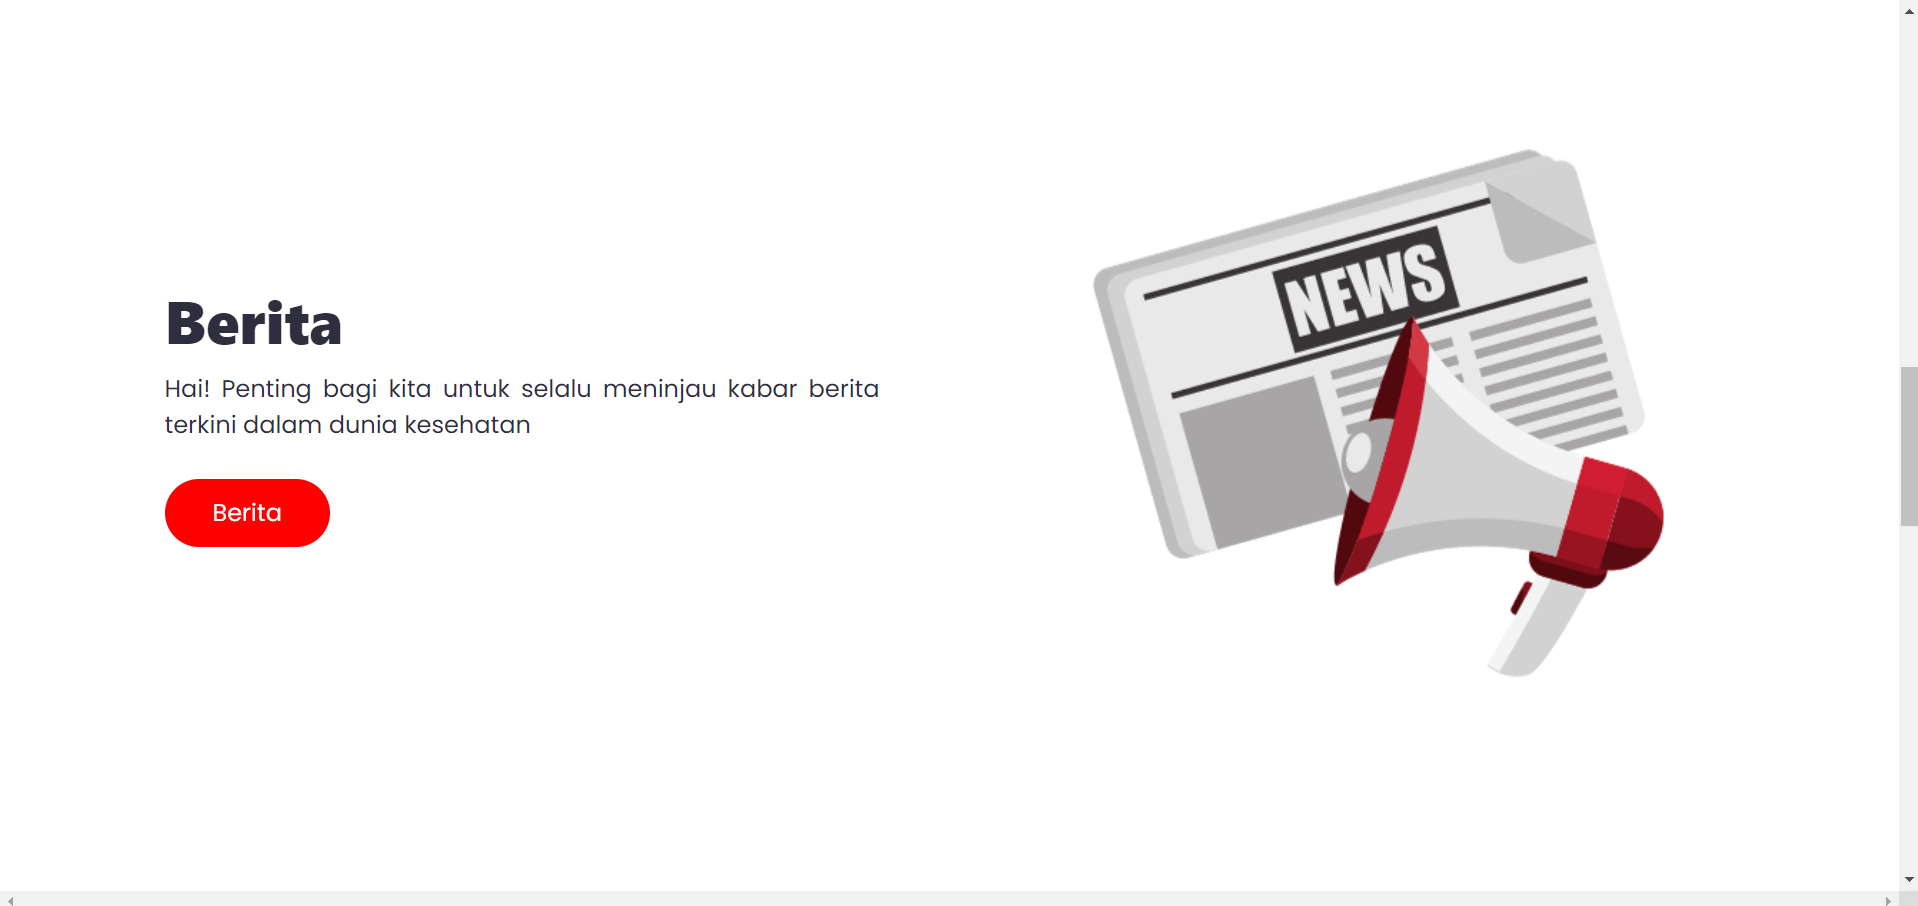 NEWS
Berita
Hai! Penting bagi kita untuk selalu meninjau kabar berita
terkini dalam dunia kesehatan
Berita